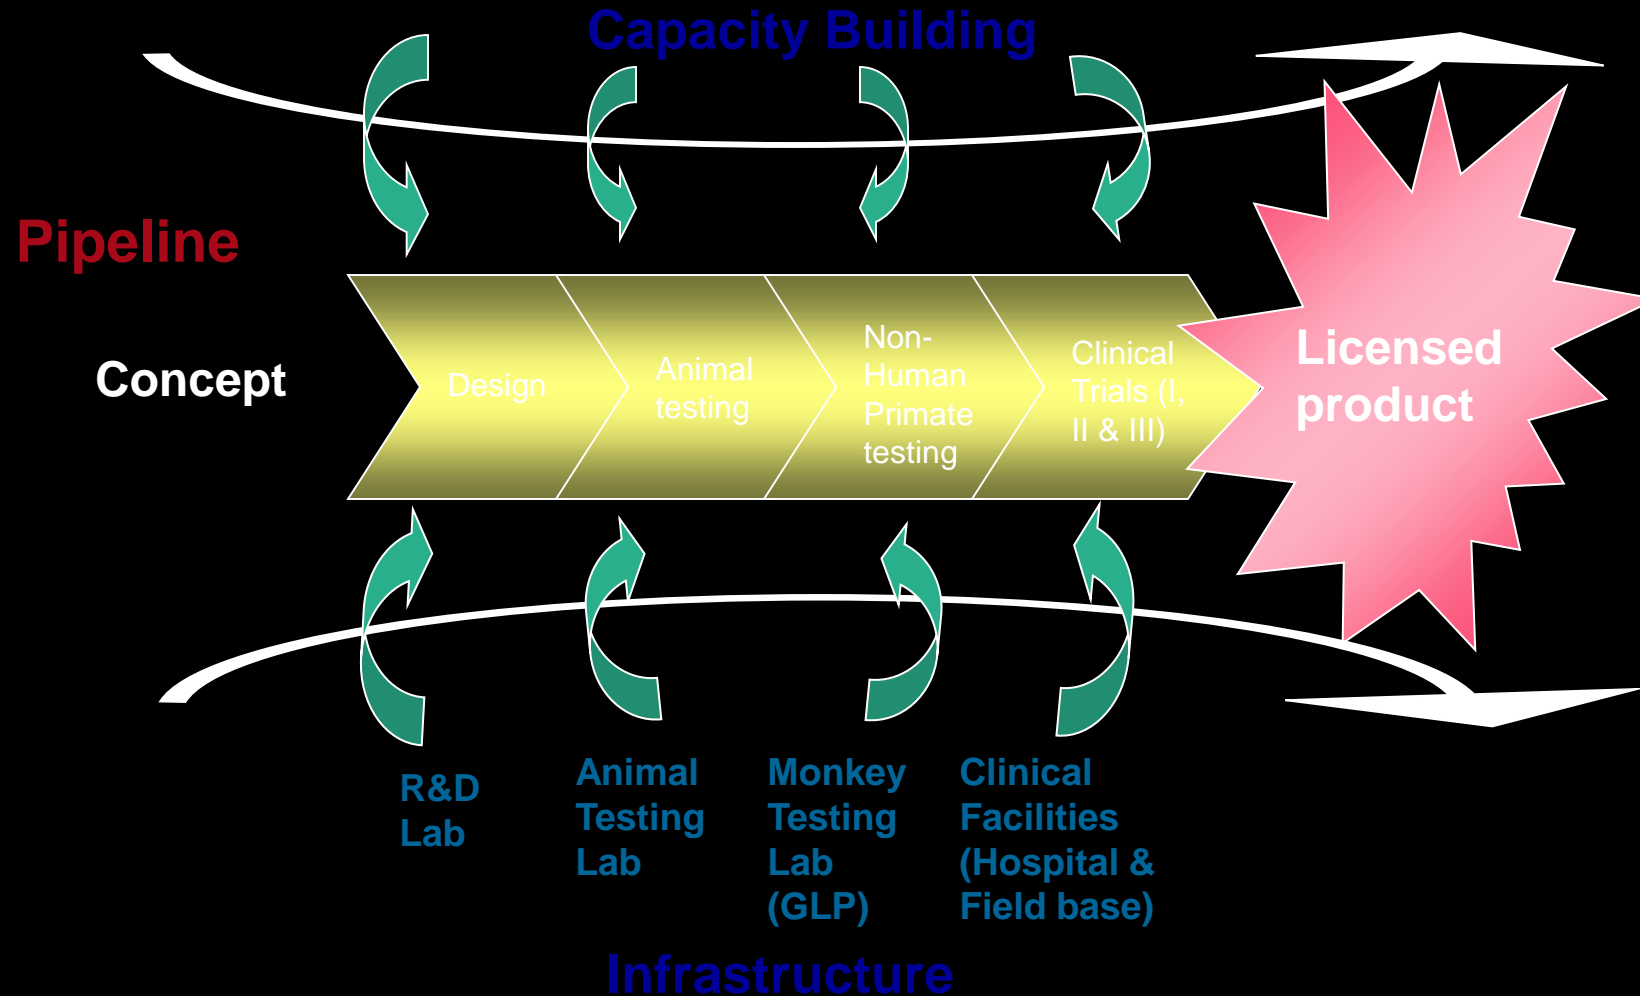 Capacity Building
Pipeline
Concept
Design
Animal
testing
Non-
Human
Primate
testing
Clinical
Trials (I,
II & III)
Licensed
product
R&D
Lab
Animal
Testing
Lab
Monkey
Testing
Lab
(GLP)
Clinical
Facilities
(Hospital &
Field base)
Infrastructure